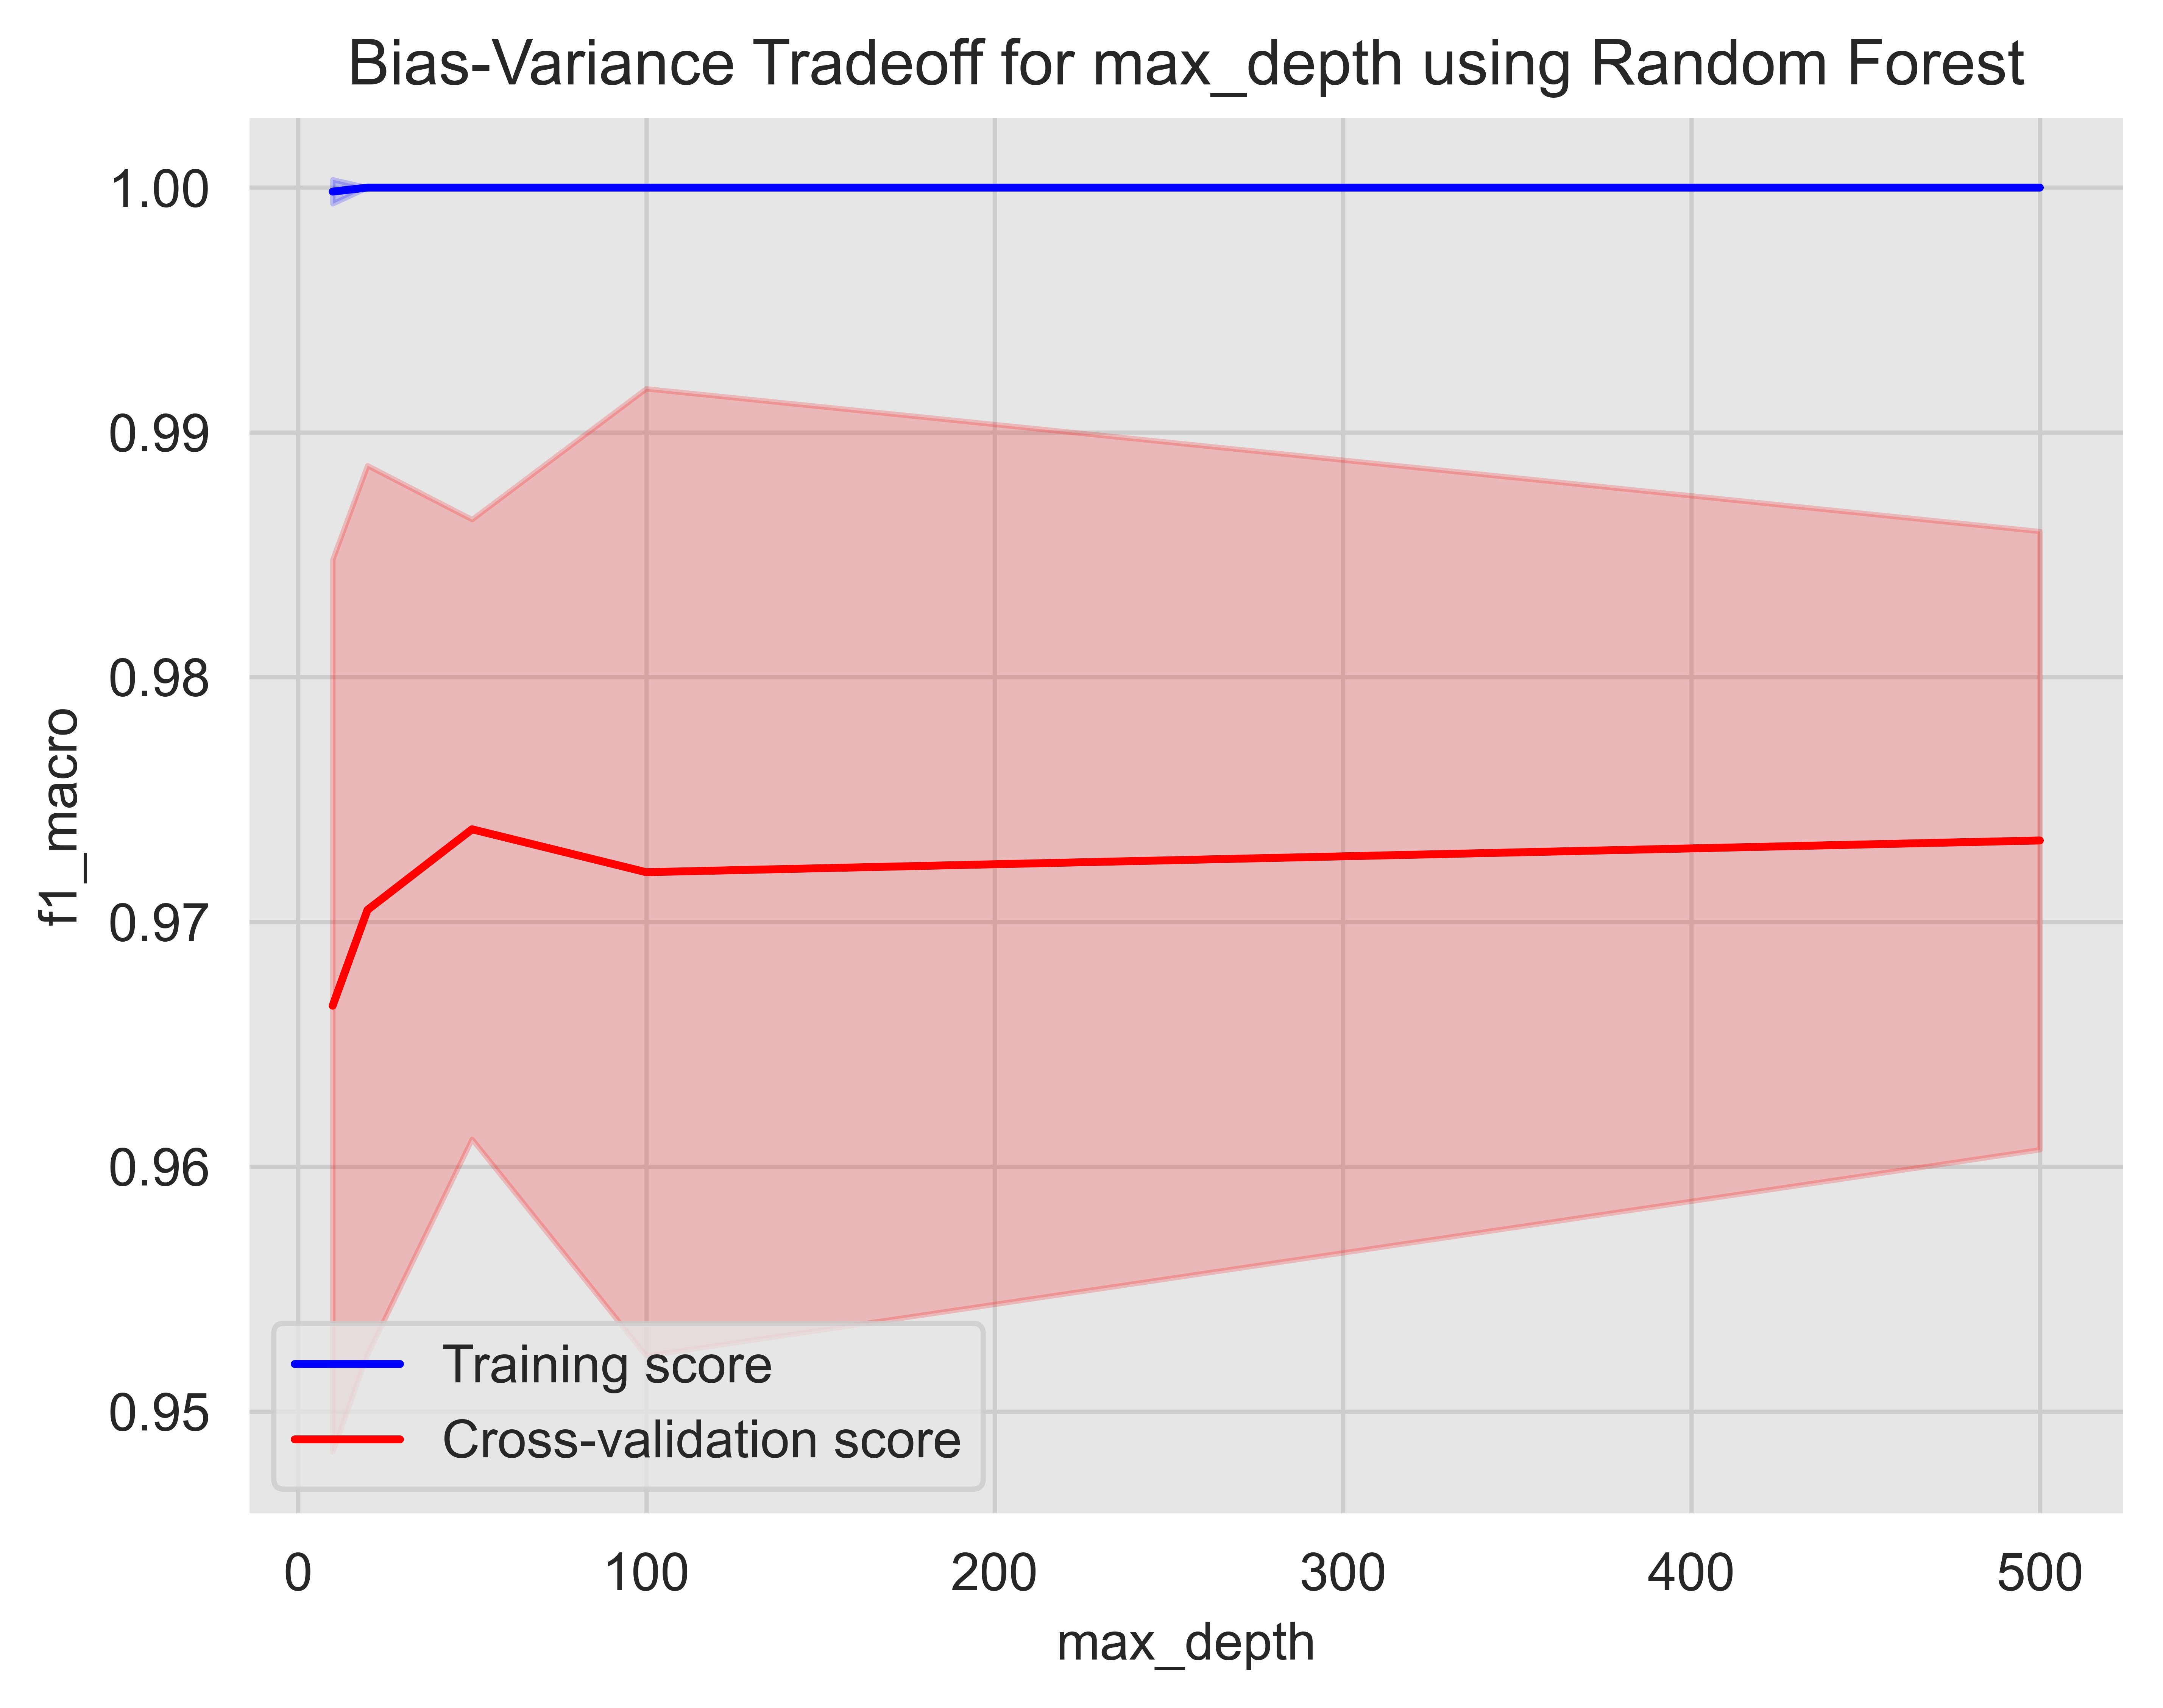 Bias-Variance Tradeoff for max_depth using Random Forest
1.00
0.99
0.98
0.97
0.96
0.95
f1_macro
Training score
Cross-validation score
0 100 200 300 400 500
max_depth